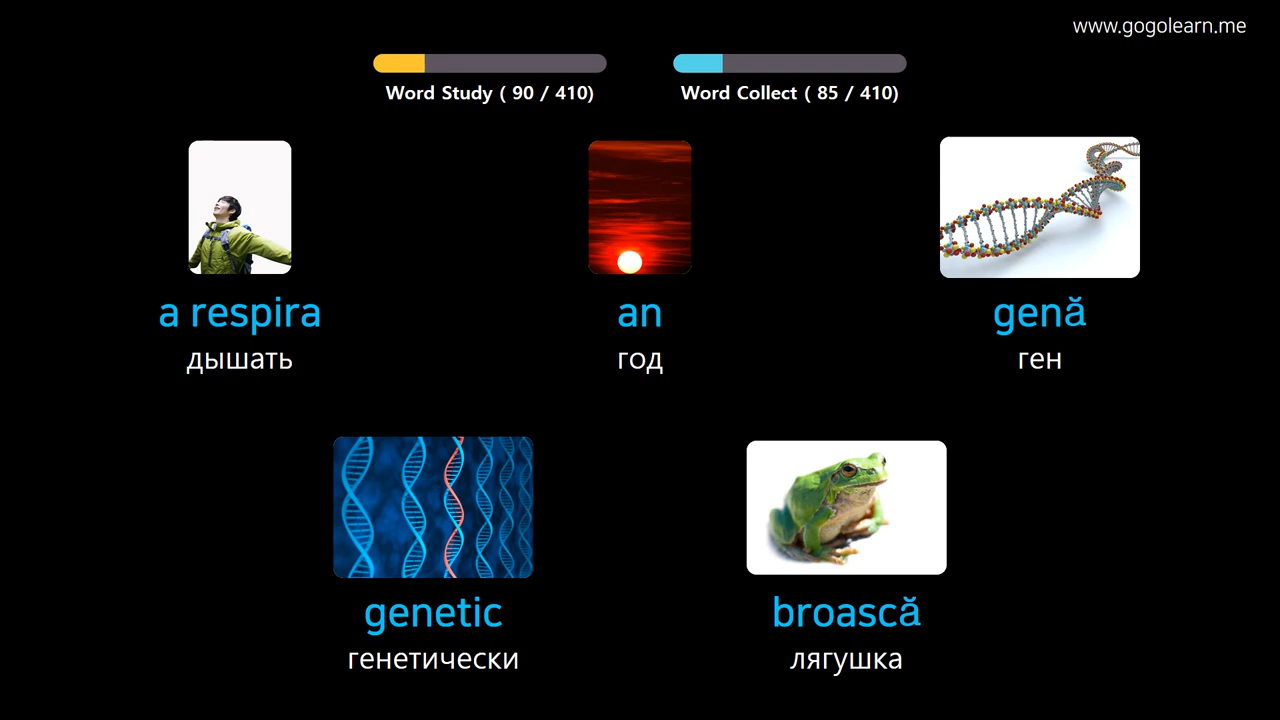 www.gogolearn.me
Word Study ( 90 / 410)
Word Collect ( 85 / 410)
a respira
дышать
an
год
genă
ген
genetic
генетически
broască
лягушка